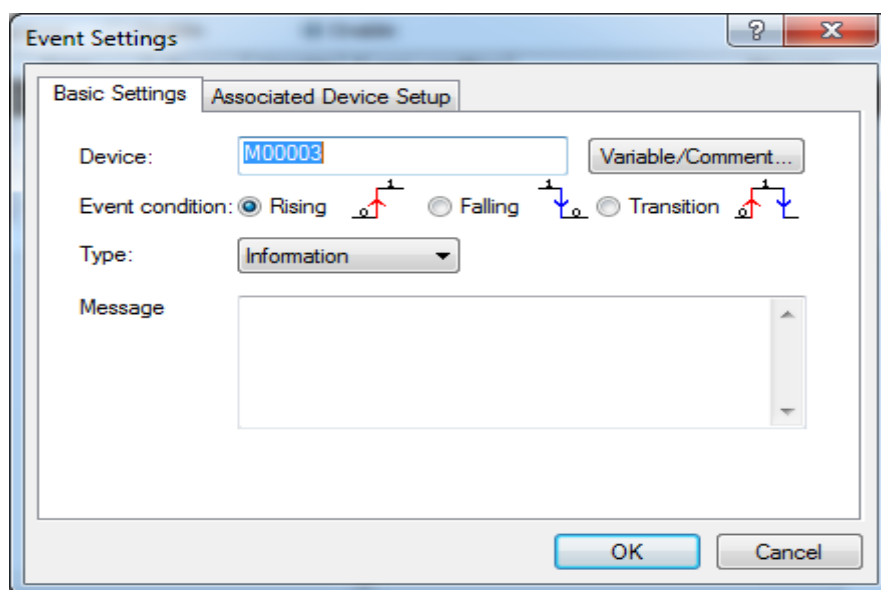 Event Settings
Basic Settings Associated Device Setup
Device: M00003 Variable/Comment...
Event condition: Rising 0 1 Falling 1 0 Transition 0 1
Type: Information
Message
OK Cancel